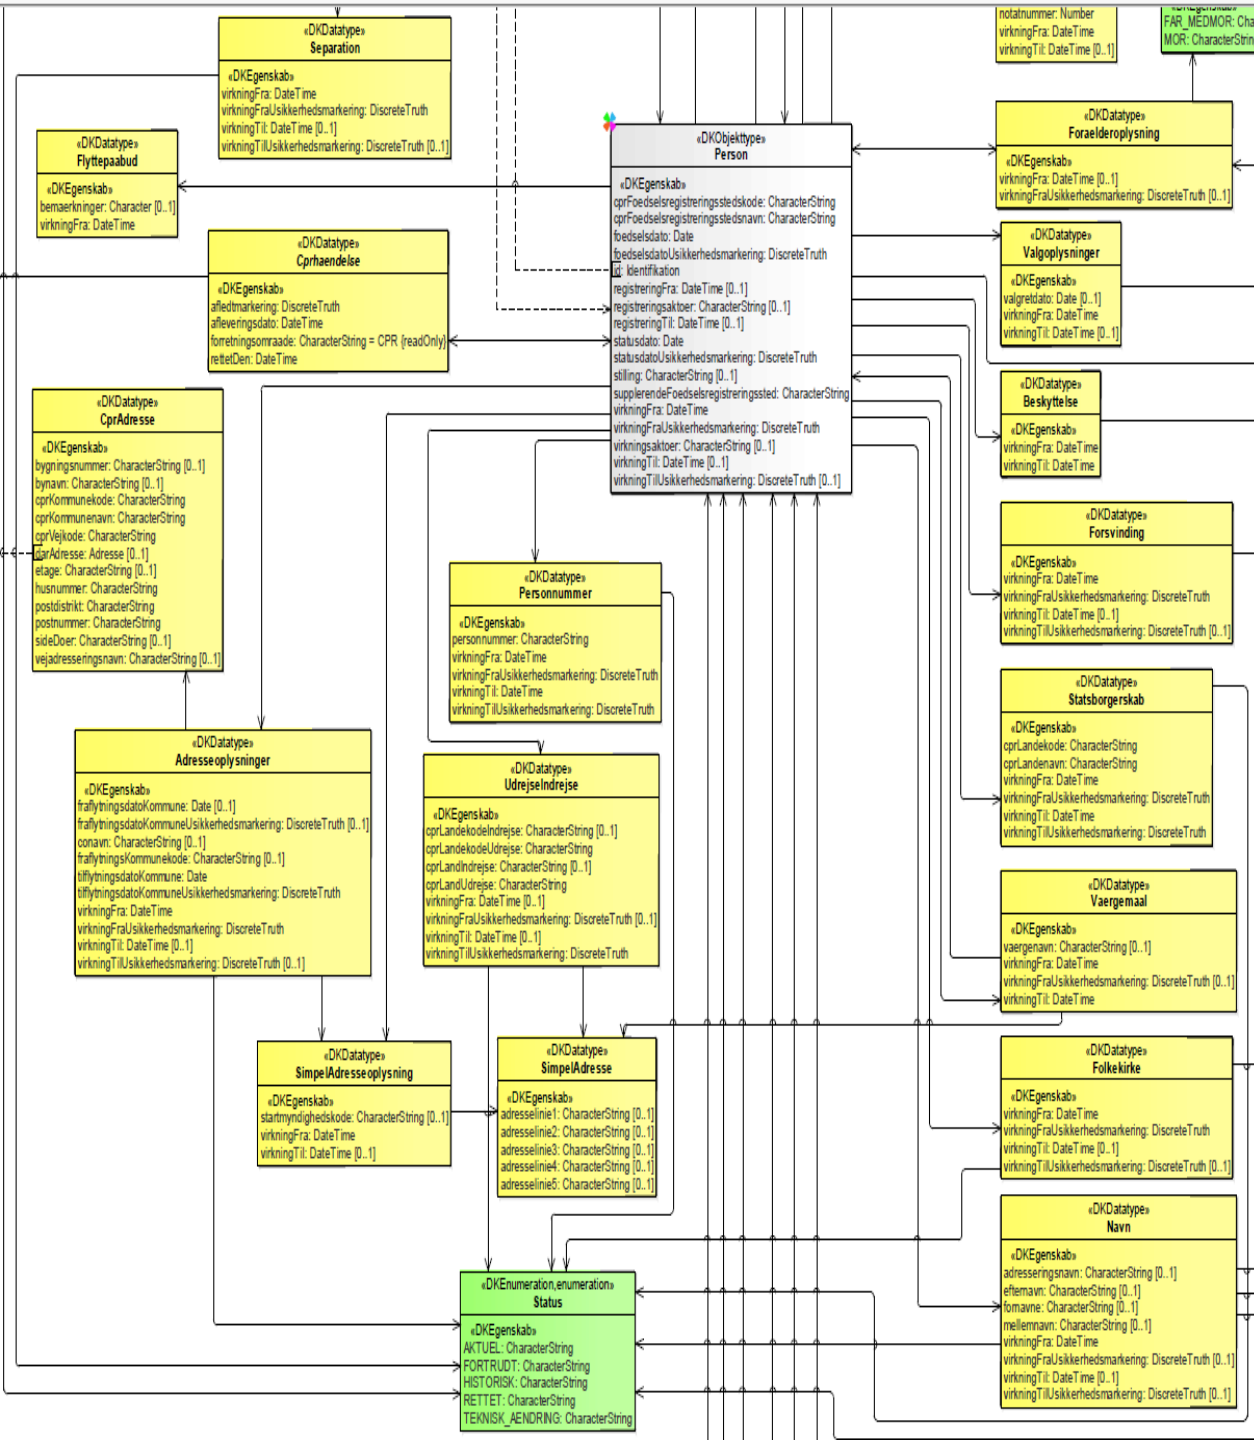 «DKDatatype»
Separation
«DKEgenskab»
virkningFra: DateTime
virkningFraUsikkerhedsmarkering: DiscreteTruth
virkningTil: DateTime [0..1]
virkningTilUsikkerhedsmarkering: DiscreteTruth [0..1]
notatnummer: Number
virkningFra: DateTime
virkningTil: DateTime [0..1]
«DKEgenskab»
FAR_MEDMOR: Cha
MOR: CharacterStrin
«DKDatatype»
Flyttepaabud
«DKEgenskab»
bemaerkninger: Character [0..1]
virkningFra: DateTime
«DKObjekttype»
Person
«DKEgenskab»
cprFoedselsregistreringsstedskode: CharacterString
cprFoedselsregistreringsstedsnavn: CharacterString
foedselsdato: Date
foedselsdatoUsikkerhedsmarkering: DiscreteTruth
id: Identifikation
registreringFra: DateTime [0..1]
registreringsaktoer: CharacterString [0..1]
registreringTil: DateTime [0..1]
statusdato: Date
statusdatoUsikkerhedsmarkering: DiscreteTruth
stilling: CharacterString [0..1]
supplerendeFoedselsregistreringssted: CharacterString
virkningFra: DateTime
virkningFraUsikkerhedsmarkering: DiscreteTruth
virkningsaktoer: CharacterString [0..1]
virkningTil: DateTime [0..1]
virkningTilUsikkerhedsmarkering: DiscreteTruth [0..1]
«DKDatatype»
Foraelderoplysning
«DKEgenskab»
virkningFra: DateTime [0..1]
virkningFraUsikkerhedsmarkering: DiscreteTruth [0..1]
«DKDatatype»
Cprhaendelse
«DKEgenskab»
afledtmarkering: DiscreteTruth
afleveringsdato: DateTime
forretningsomraade: CharacterString = CPR {readOnly}
rettetDen: DateTime
«DKDatatype»
Valgoplysninger
«DKEgenskab»
valgretdato: Date [0..1]
virkningFra: DateTime
virkningTil: DateTime [0..1]
«DKDatatype»
Beskyttelse
«DKEgenskab»
virkningFra: DateTime
virkningTil: DateTime
«DKDatatype»
CprAdresse
«DKEgenskab»
bygningsnummer: CharacterString [0..1]
bynavn: CharacterString [0..1]
cprKommunekode: CharacterString
cprKommunenavn: CharacterString
cprVejkode: CharacterString
darAdresse: Adresse [0..1]
etage: CharacterString [0..1]
husnummer: CharacterString
postdistrikt: CharacterString
postnummer: CharacterString
sideDoer: CharacterString [0..1]
vejadresseringsnavn: CharacterString [0..1]
«DKDatatype»
Forsvinding
«DKEgenskab»
virkningFra: DateTime
virkningFraUsikkerhedsmarkering: DiscreteTruth
virkningTil: DateTime [0..1]
virkningTilUsikkerhedsmarkering: DiscreteTruth [0..1]
«DKDatatype»
Personnummer
«DKEgenskab»
personnummer: CharacterString
virkningFra: DateTime
virkningFraUsikkerhedsmarkering: DiscreteTruth
virkningTil: DateTime
virkningTilUsikkerhedsmarkering: DiscreteTruth
«DKDatatype»
Statsborgerskab
«DKEgenskab»
cprLandekode: CharacterString
cprLandenavn: CharacterString
virkningFra: DateTime
virkningFraUsikkerhedsmarkering: DiscreteTruth
virkningTil: DateTime
virkningTilUsikkerhedsmarkering: DiscreteTruth
«DKDatatype»
Adresseoplysninger
«DKEgenskab»
fraflytningsdatoKommune: Date [0..1]
fraflytningsdatoKommuneUsikkerhedsmarkering: DiscreteTruth [0..1]
conavn: CharacterString [0..1]
fraflytningsKommunekode: CharacterString [0..1]
tilflytningsdatoKommune: Date
tilflytningsdatoKommuneUsikkerhedsmarkering: DiscreteTruth
virkningFra: DateTime
virkningFraUsikkerhedsmarkering: DiscreteTruth
virkningTil: DateTime [0..1]
virkningTilUsikkerhedsmarkering: DiscreteTruth [0..1]
«DKDatatype»
UdrejseIndrejse
«DKEgenskab»
cprLandekodeIndrejse: CharacterString [0..1]
cprLandekodeUdrejse: CharacterString
cprLandIndrejse: CharacterString [0..1]
cprLandUdrejse: CharacterString
virkningFra: DateTime [0..1]
virkningFraUsikkerhedsmarkering: DiscreteTruth [0..1]
virkningTil: DateTime [0..1]
virkningTilUsikkerhedsmarkering: DiscreteTruth
«DKDatatype»
Vaergemaal
«DKEgenskab»
vaergenavn: CharacterString [0..1]
virkningFra: DateTime
virkningFraUsikkerhedsmarkering: DiscreteTruth [0..1]
virkningTil: DateTime
«DKDatatype»
SimpelAdresseoplysning
«DKEgenskab»
startmyndighedskode: CharacterString [0..1]
virkningFra: DateTime
virkningTil: DateTime [0..1]
«DKDatatype»
SimpelAdresse
«DKEgenskab»
adresselinie1: CharacterString [0..1]
adresselinie2: CharacterString [0..1]
adresselinie3: CharacterString [0..1]
adresselinie4: CharacterString [0..1]
adresselinie5: CharacterString [0..1]
«DKDatatype»
Folkekirke
«DKEgenskab»
virkningFra: DateTime
virkningFraUsikkerhedsmarkering: DiscreteTruth
virkningTil: DateTime [0..1]
virkningTilUsikkerhedsmarkering: DiscreteTruth [0..1]
«DKDatatype»
Navn
«DKEgenskab»
adresseringsnavn: CharacterString [0..1]
efternavn: CharacterString [0..1]
fornavne: CharacterString [0..1]
mellemnavn: CharacterString [0..1]
virkningFra: DateTime
virkningFraUsikkerhedsmarkering: DiscreteTruth [0..1]
virkningTil: DateTime [0..1]
virkningTilUsikkerhedsmarkering: DiscreteTruth [0..1]
«DKEnumeration,enumeration»
Status
«DKEgenskab»
AKTUEL: CharacterString
FORTRUDT: CharacterString
HISTORISK: CharacterString
RETTET: CharacterString
TEKNISK_AENDRING: CharacterString